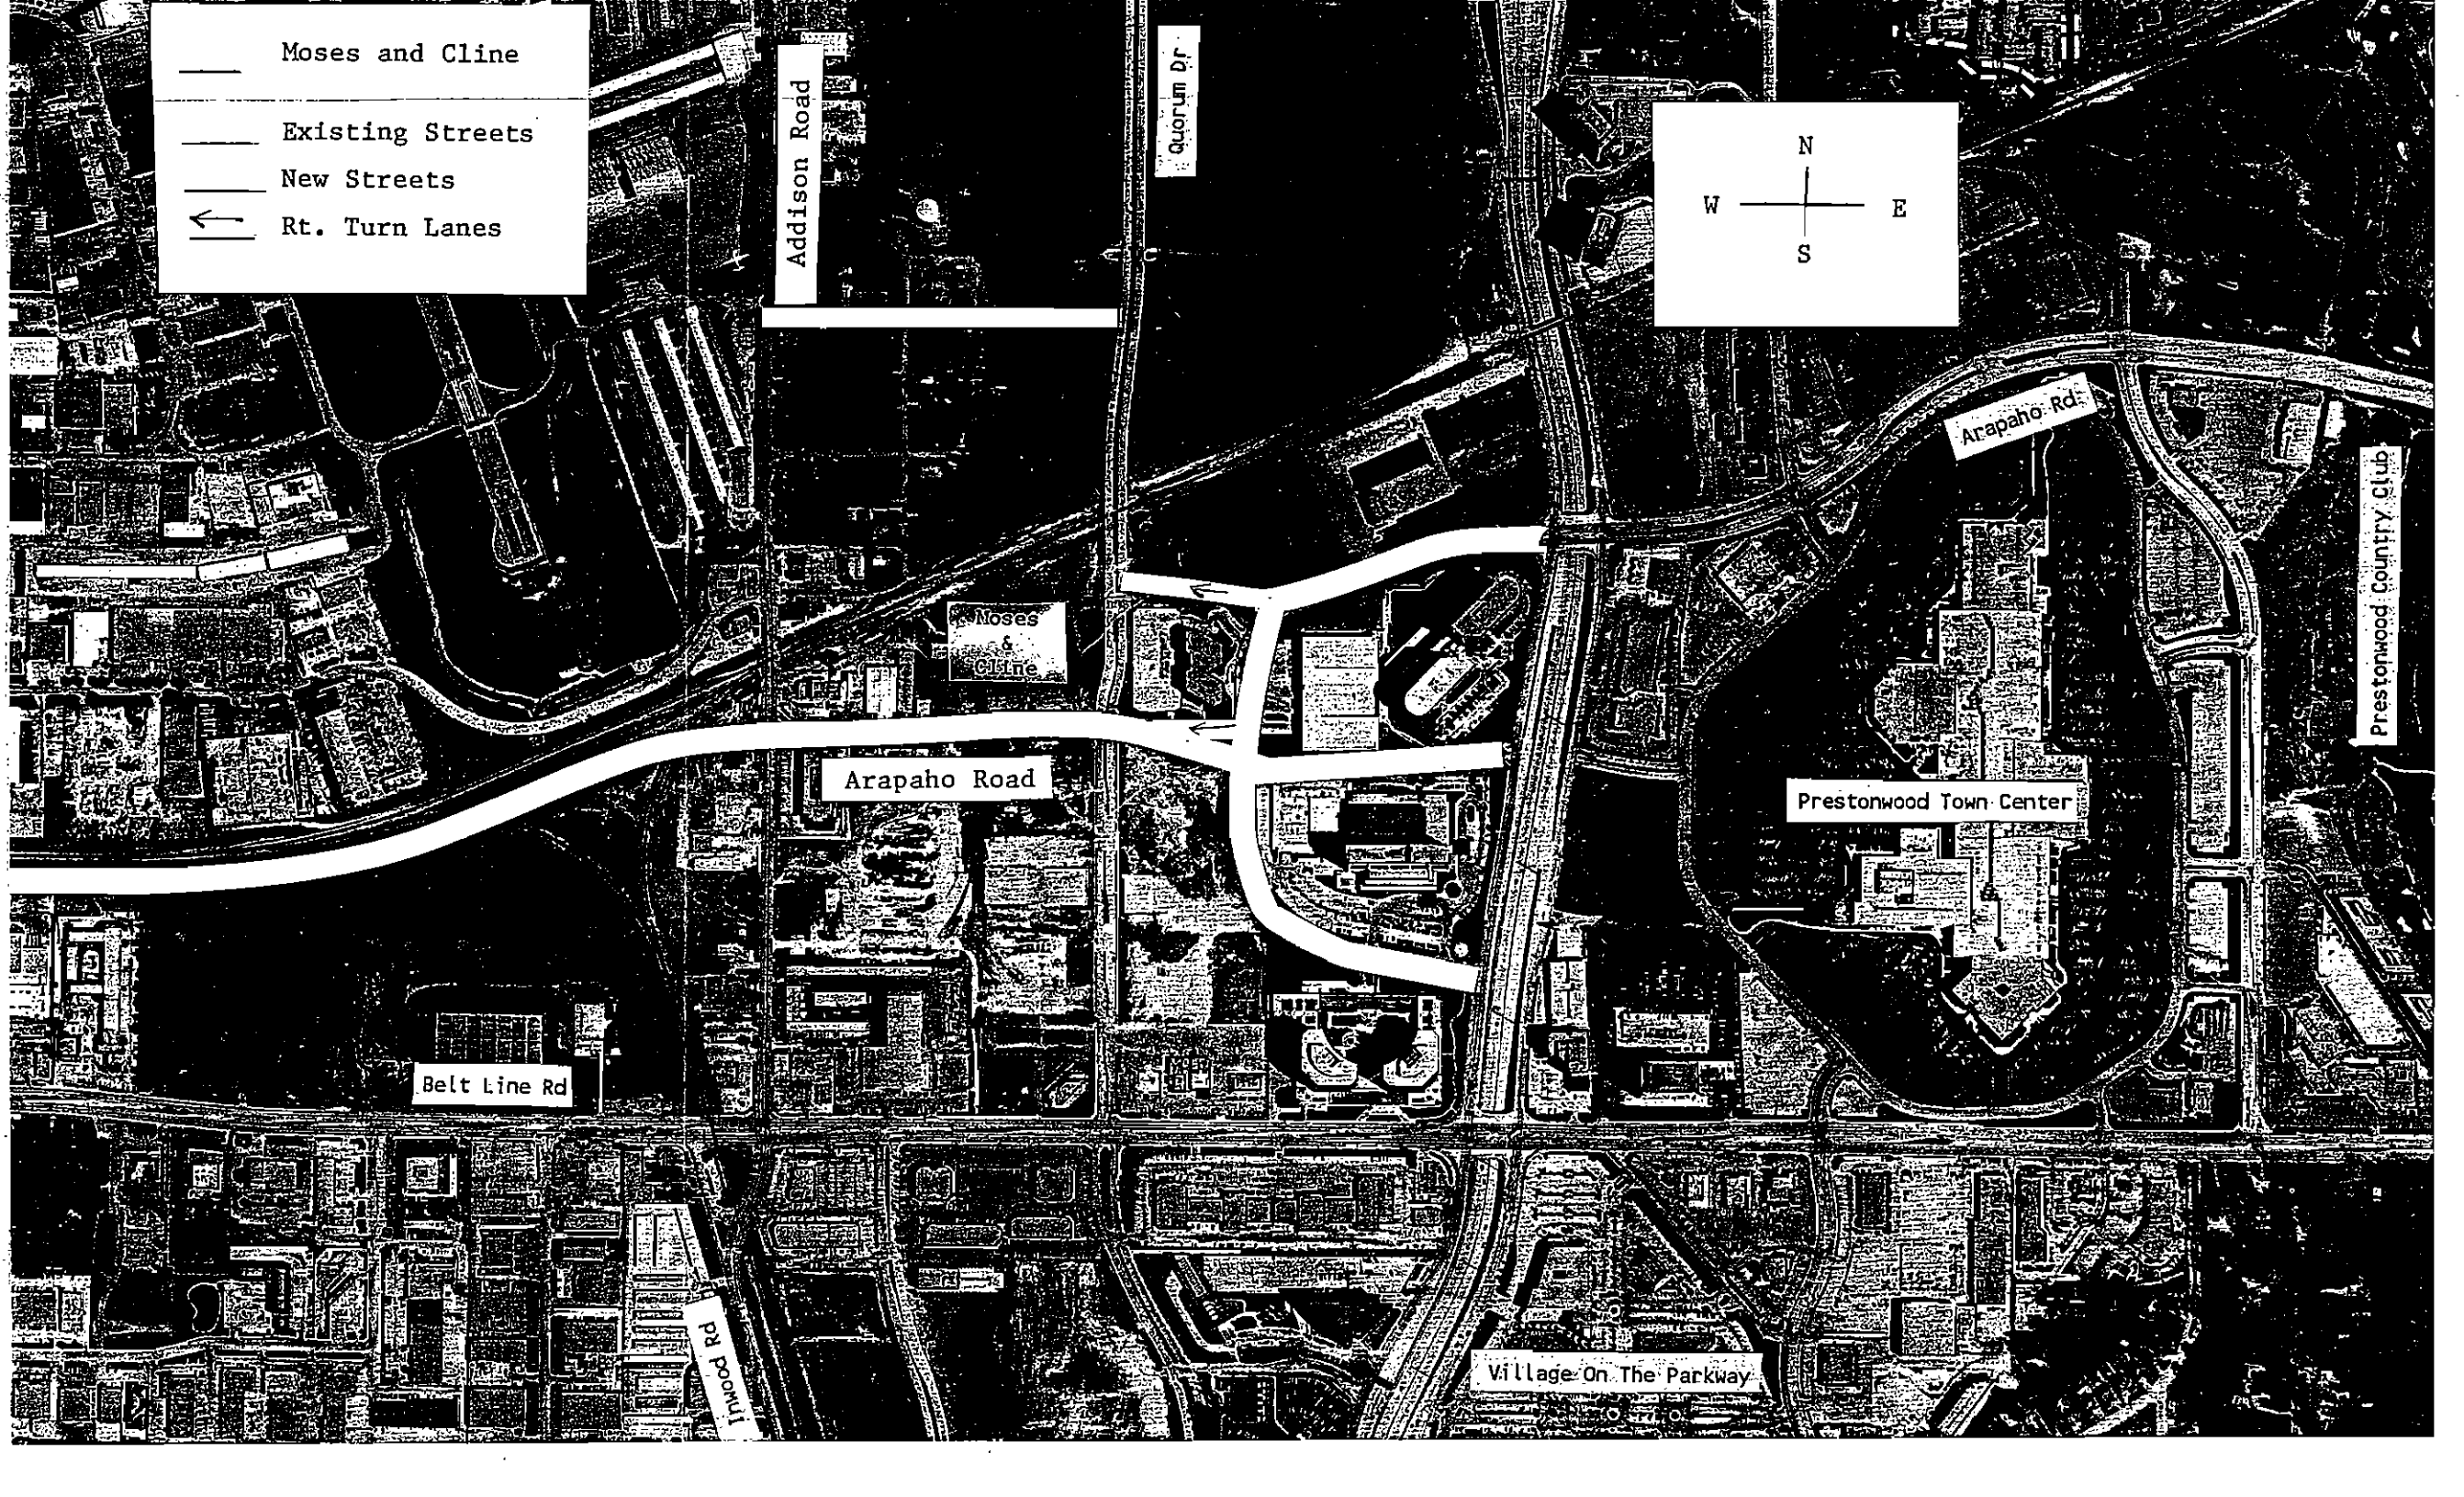 Moses and Cline
Existing Streets
New Streets
Rt. Turn Lanes
Addison Road
Quorum Dr
N
W E
S
Arapaho Rd.
Prestonwood Country Club
Moses
&
Cline
Arapaho Road
Prestonwood Town Center
Belt Line Rd
Inwood Rd
Village On The Parkway